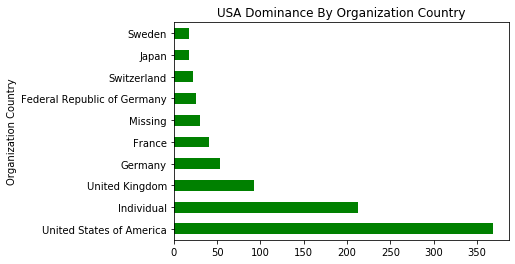 USA Dominance By Organization Country
Organization Country
Sweden
Japan
Switzerland
Federal Republic of Germany
Missing
France
Germany
United Kingdom
Individual
United States of America
0 50 100 150 200 250 300 350